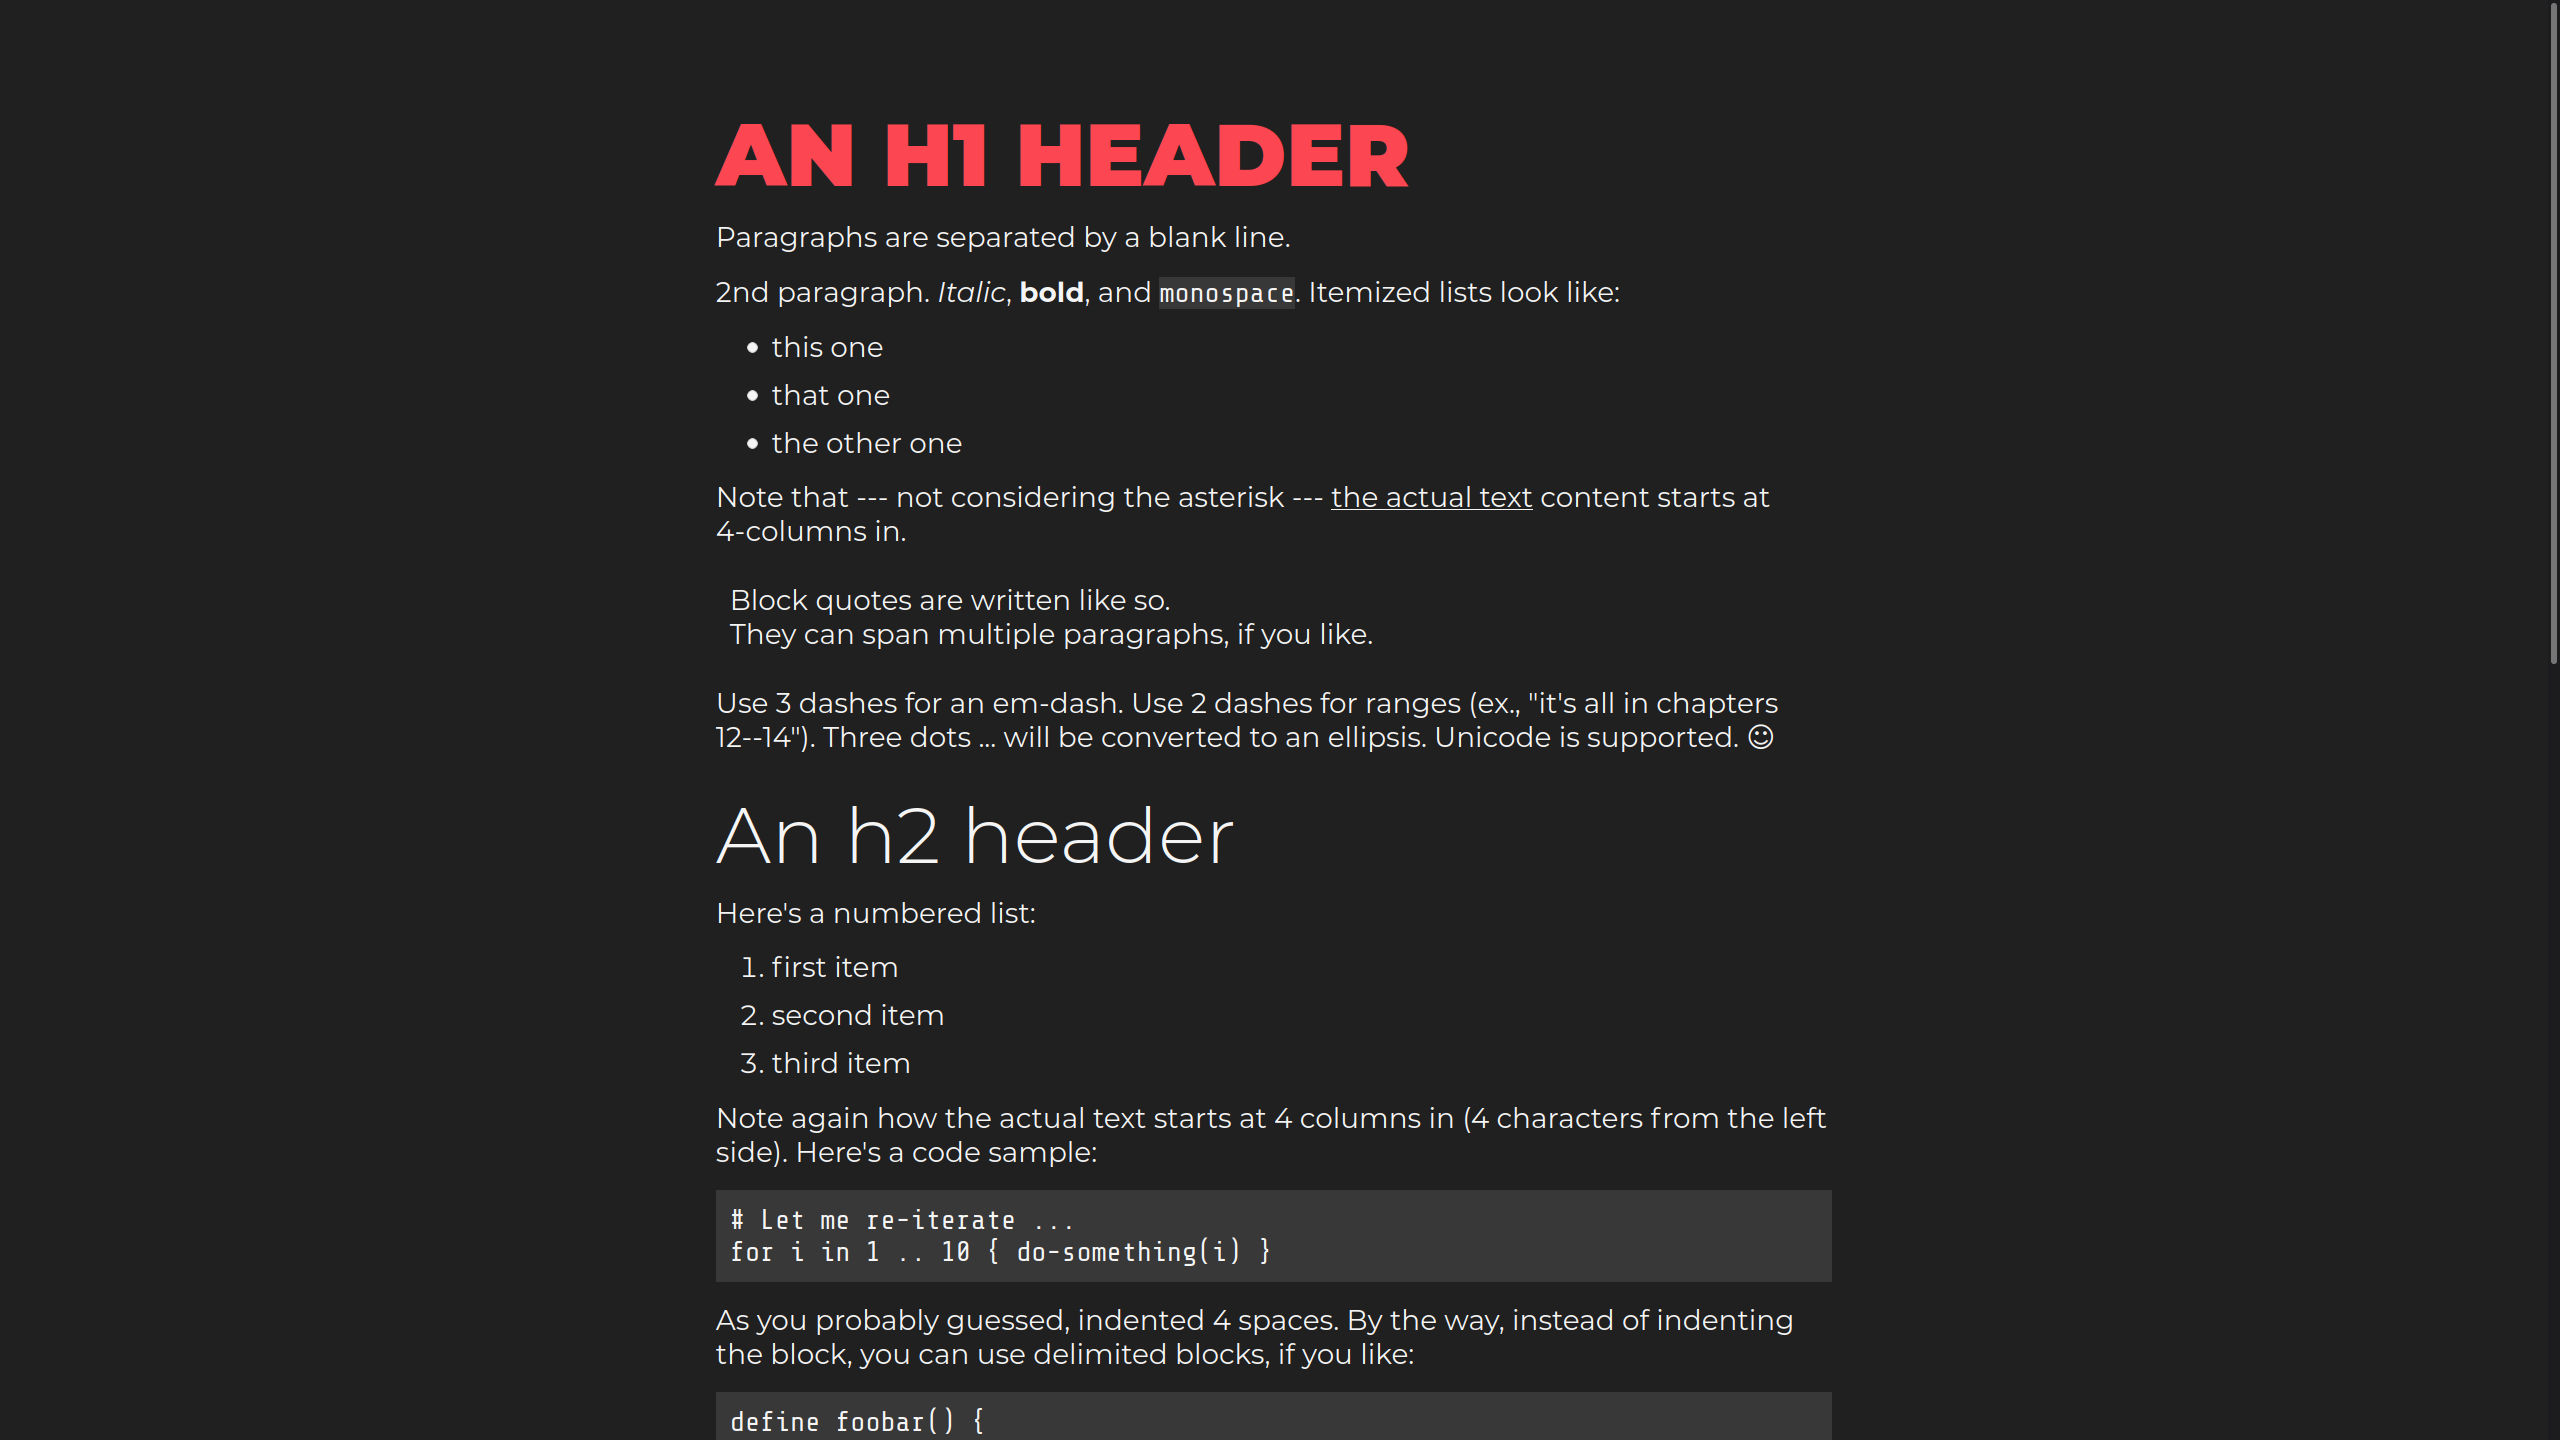 AN H1 HEADER
Paragraphs are separated by a blank line.
2nd paragraph. Italic, bold, and monospace. Itemized lists look like:
• this one
• that one
• the other one
Note that --- not considering the asterisk --- the actual text content starts at
4-columns in.
Block quotes are written like so.
They can span multiple paragraphs, if you like.
Use 3 dashes for an em-dash. Use 2 dashes for ranges (ex., "it's all in chapters
12--14"). Three dots ... will be converted to an ellipsis. Unicode is supported. ☺
An h2 header
Here's a numbered list:
1. first item
2. second item
3. third item
Note again how the actual text starts at 4 columns in (4 characters from the left
side). Here's a code sample:
# Let me re-iterate ...
for i in 1 .. 10 { do-something(i) }
As you probably guessed, indented 4 spaces. By the way, instead of indenting
the block, you can use delimited blocks, if you like:
define foobar() {